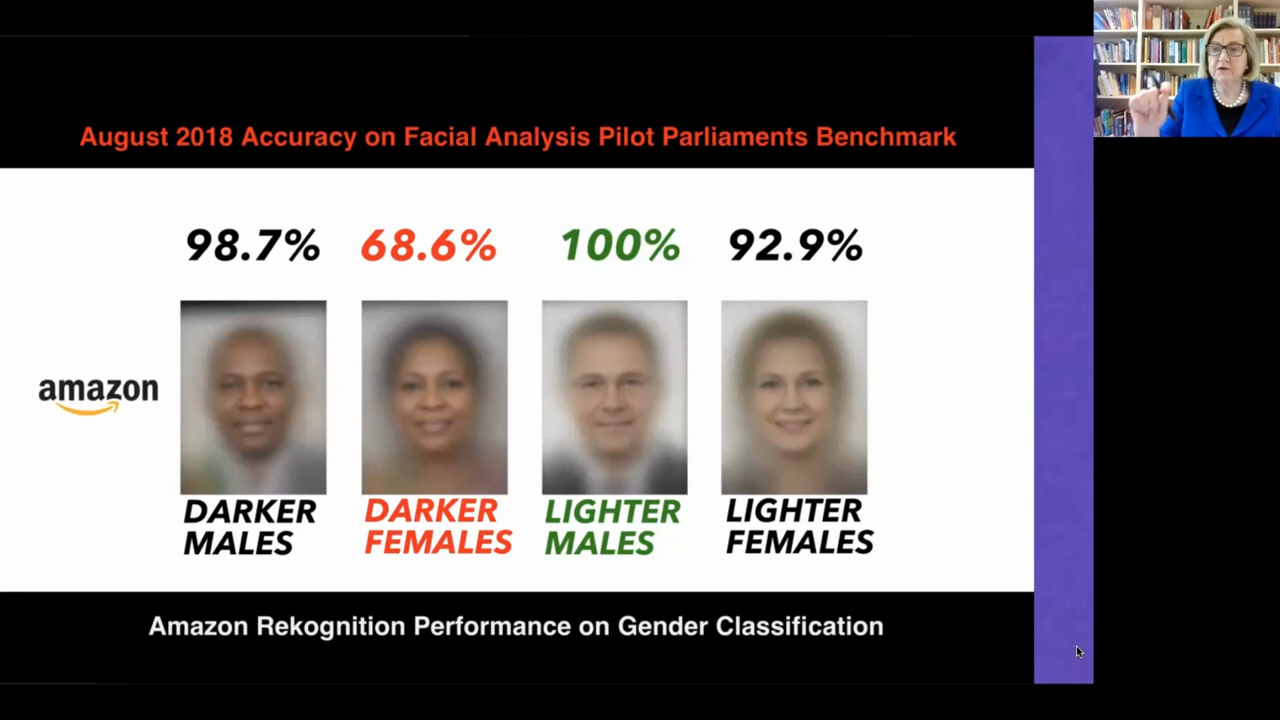 August 2018 Accuracy on Facial Analysis Pilot Parliaments Benchmark
98.7% 68.6% 100% 92.9%
amazon
DARKER MALES
DARKER FEMALES
LIGHTER MALES
LIGHTER FEMALES
Amazon Rekognition Performance on Gender Classification